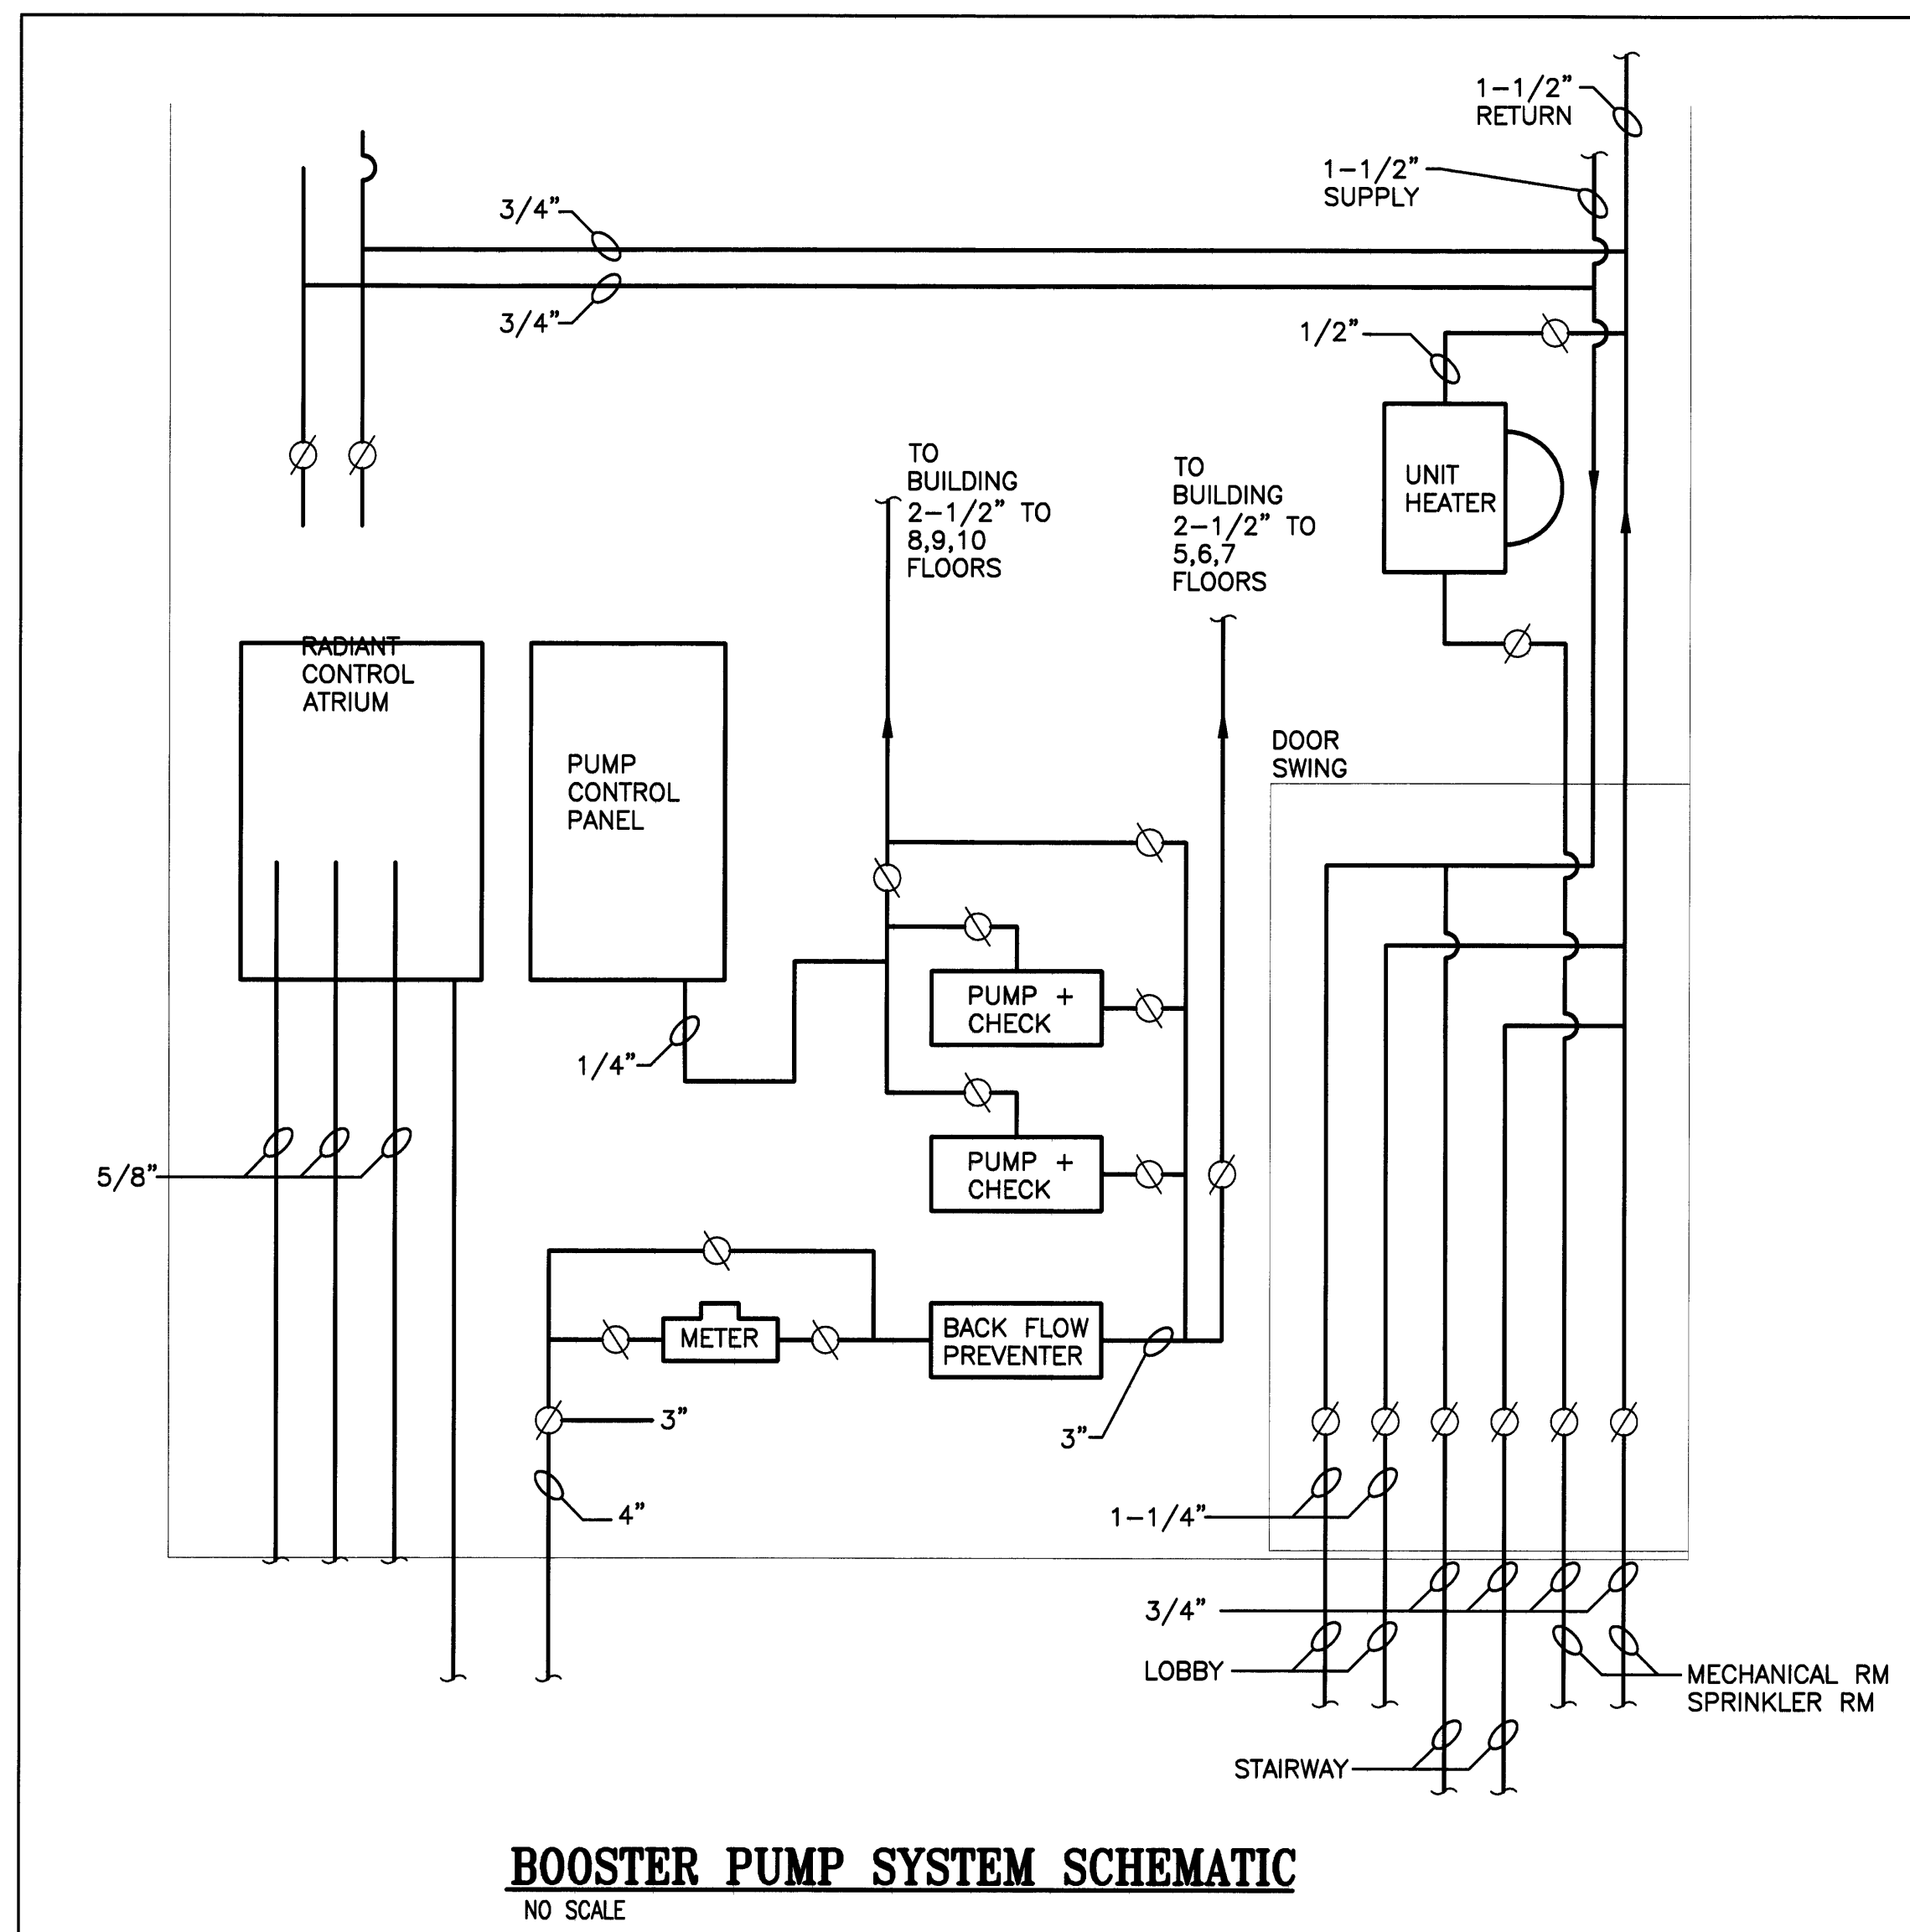 1-1/2"
RETURN
1-1/2"
SUPPLY
3/4"
3/4"
1/2"
UNIT
HEATER
TO
BUILDING
2-1/2" TO
8,9,10
FLOORS
TO
BUILDING
2-1/2" TO
5,6,7
FLOORS
RADIANT
CONTROL
ATRIUM
PUMP
CONTROL
PANEL
DOOR
SWING
PUMP +
CHECK
1/4"
PUMP +
CHECK
5/8"
METER
BACK FLOW
PREVENTER
3"
3"
4"
1-1/4"
3/4"
LOBBY
MECHANICAL RM
SPRINKLER RM
STAIRWAY
BOOSTER PUMP SYSTEM SCHEMATIC
NO SCALE